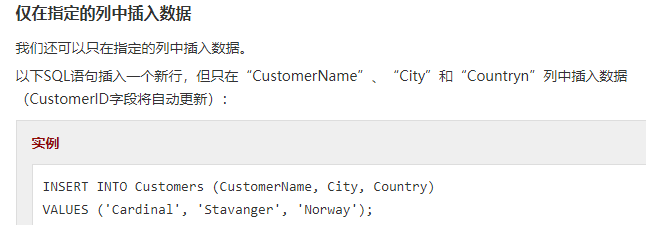 仅在指定的列中插入数据
我们还可以只在指定的列中插入数据。
以下SQL语句插入一个新行，但只在“CustomerName”、“City”和“Countryn”列中插入数据
（CustomerID字段将自动更新）：
实例
INSERT INTO Customers (CustomerName, City, Country)
VALUES ('Cardinal', 'Stavanger', 'Norway');